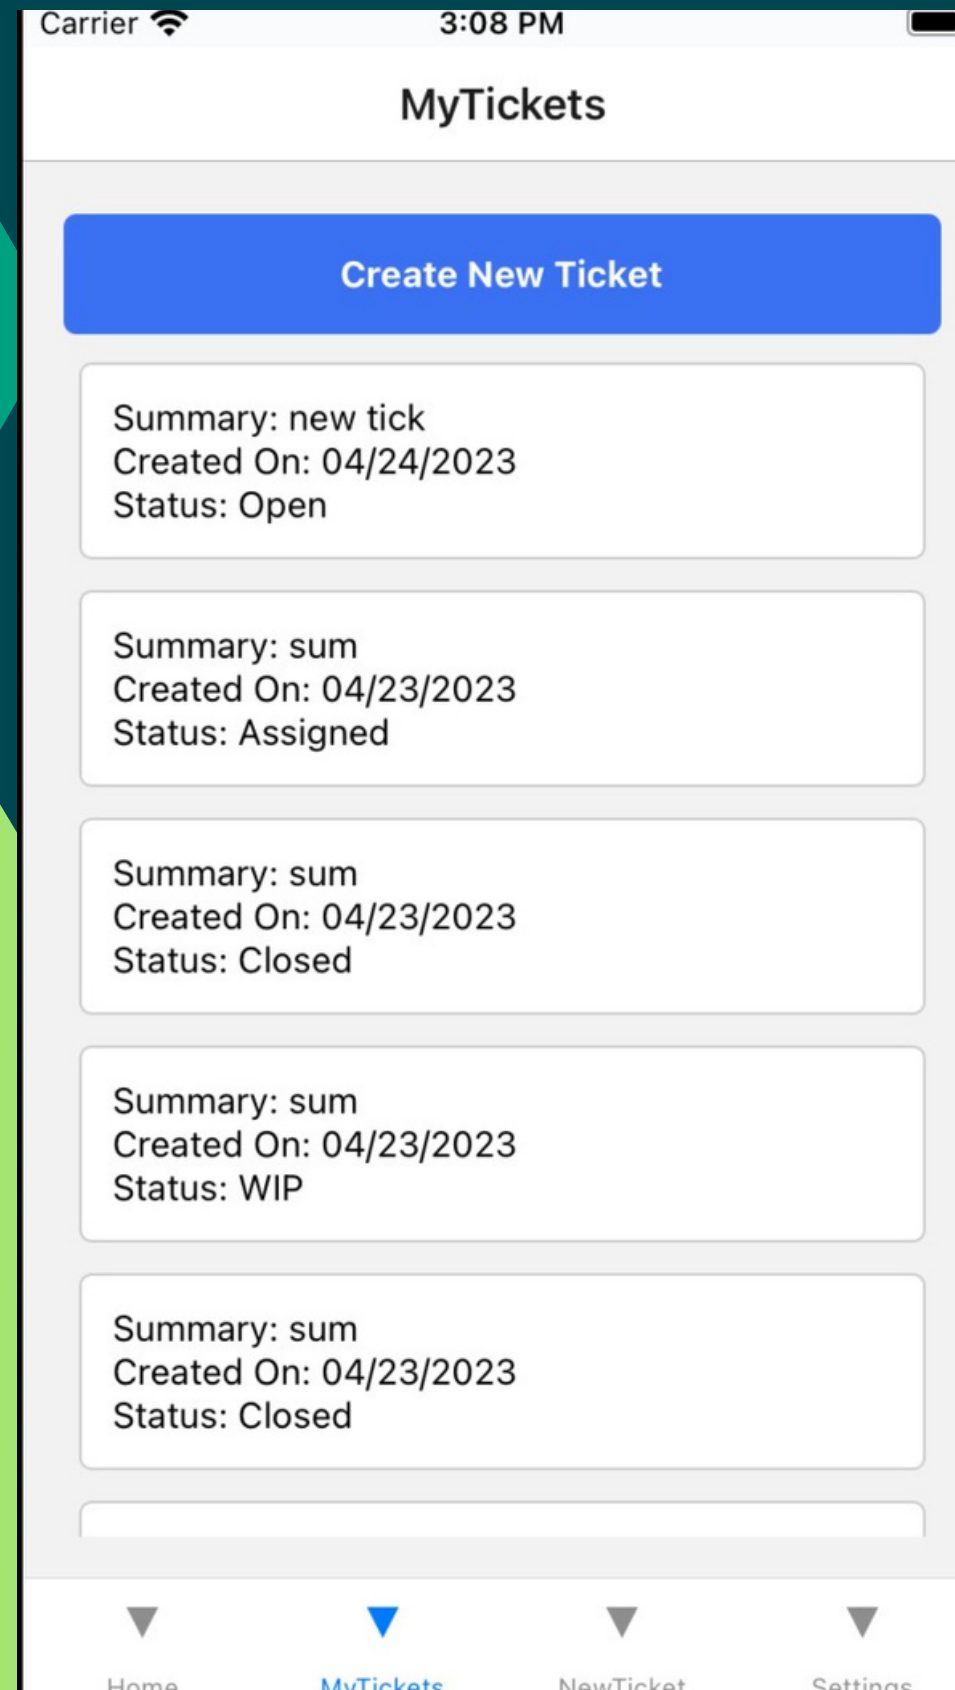 Carrier
3:08 PM
MyTickets
Create New Ticket
Summary: new tick
Created On: 04/24/2023
Status: Open
Summary: sum
Created On: 04/23/2023
Status: Assigned
Summary: sum
Created On: 04/23/2023
Status: Closed
Summary: sum
Created On: 04/23/2023
Status: WIP
Summary: sum
Created On: 04/23/2023
Status: Closed
Home
MyTickets
NewTicket
Settings